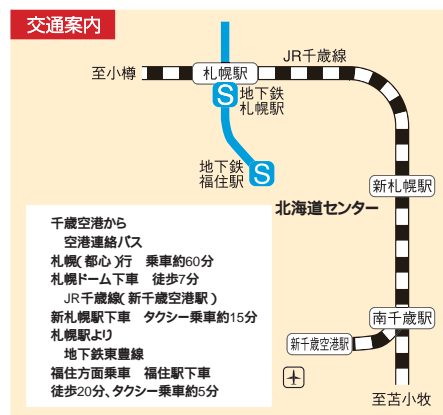 交通案内
JR千歳線
至小樽
札幌駅
S
地下鉄
札幌駅
地下鉄
福住駅
S
新札幌駅
北海道センター
千歳空港から
空港連絡バス
札幌(都心)行 乗車約60分
札幌ドーム下車 徒歩7分
JR千歳線(新千歳空港駅)
新札幌駅下車 タクシー乗車約15分
札幌駅より
地下鉄東豊線
福住方面乗車 福住駅下車
徒歩20分、タクシー乗車約5分
南千歳駅
新千歳空港駅
至苫小牧